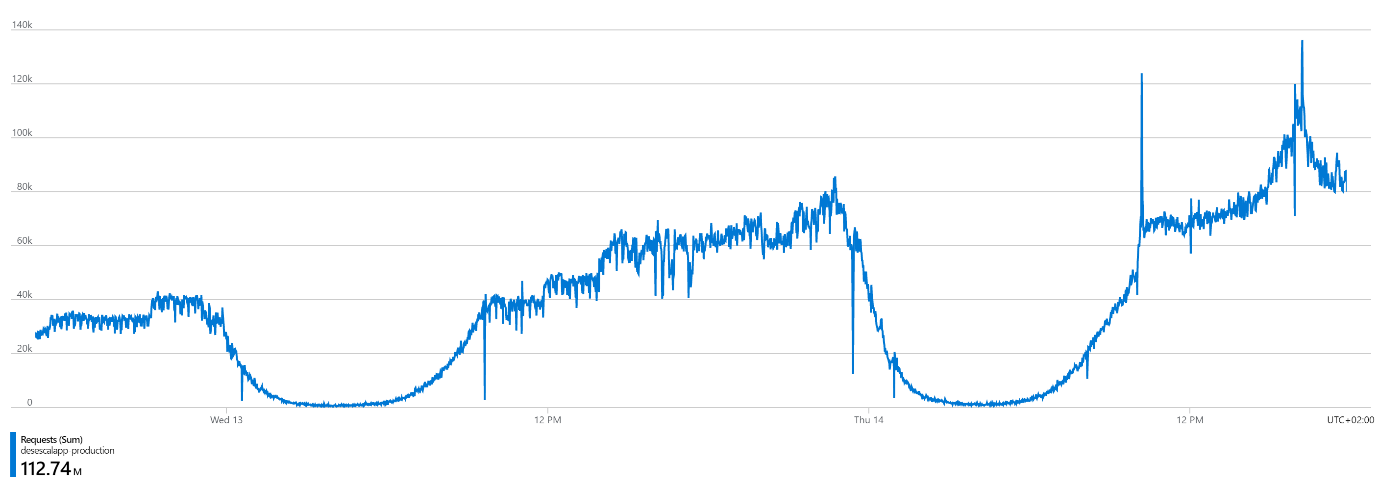 140k
120k
100k
80k
60k
40k
20k
0
Wed 13 12 PM Thu 14 12 PM UTC+02:00
Requests (Sum)
desescalapp-production
112.74 M